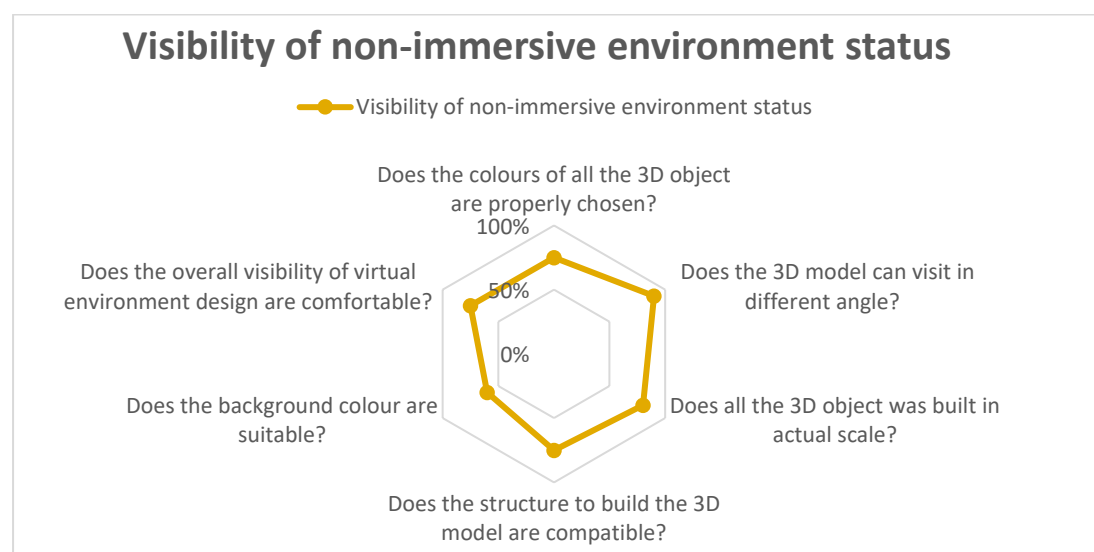 Visibility of non-immersive environment status
Visibility of non-immersive environment status
Does the colours of all the 3D object
are properly chosen?
100%
Does the overall visibility of virtual
environment design are comfortable?
Does the 3D model can visit in
different angle?
50%
0%
Does the background colour are
suitable?
Does all the 3D object was built in
actual scale?
Does the structure to build the 3D
model are compatible?